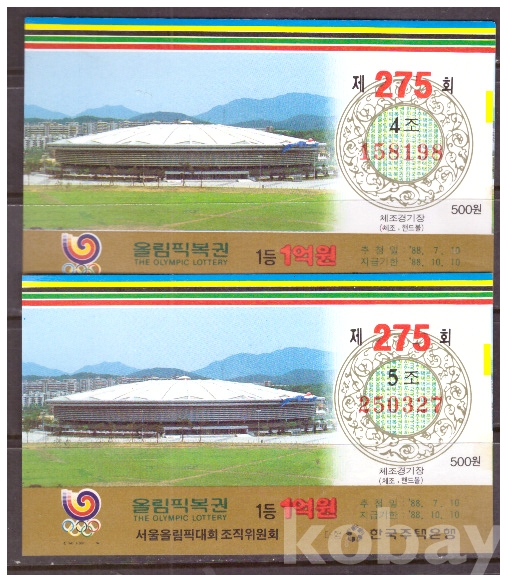 제 275 회
4 조
158198
체조경기장
(체조 · 핸드볼)
500원
올림픽복권
THE OLYMPIC LOTTERY
1등 1억원
추첨일 '88. 7. 10
지급기한 '88. 10. 10
제 275 회
5 조
250327
체조경기장
(체조 · 핸드볼)
500원
올림픽복권
THE OLYMPIC LOTTERY
1등 1억원
추첨일 '88. 7. 10
지급기한 '88. 10. 10
서울올림픽대회 조직위원회
한국주택은행
kobay